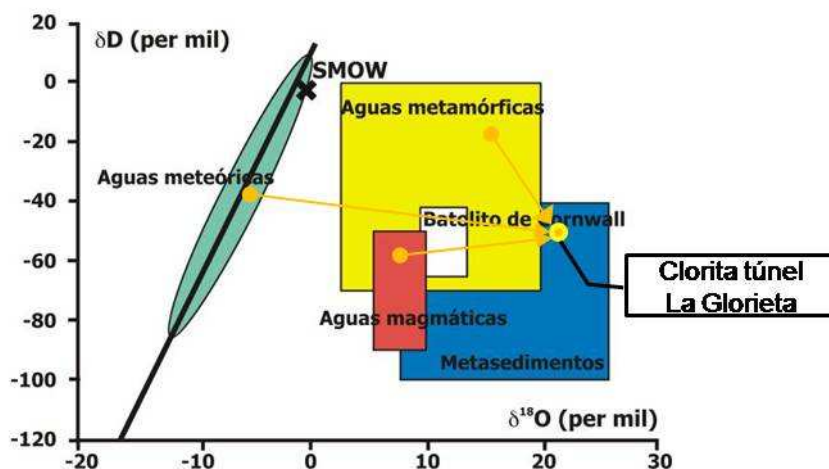 20
δD (per mil)
SMOW
0
Aguas metamórficas
-20
Aguas meteóricas
-40
Batolito de Cornwall
-60
Clorita túnel
La Glorieta
Aguas magmáticas
-80
Metasedimentos
-100
δ¹⁸O (per mil)
-120
-20 -10 0 10 20 30